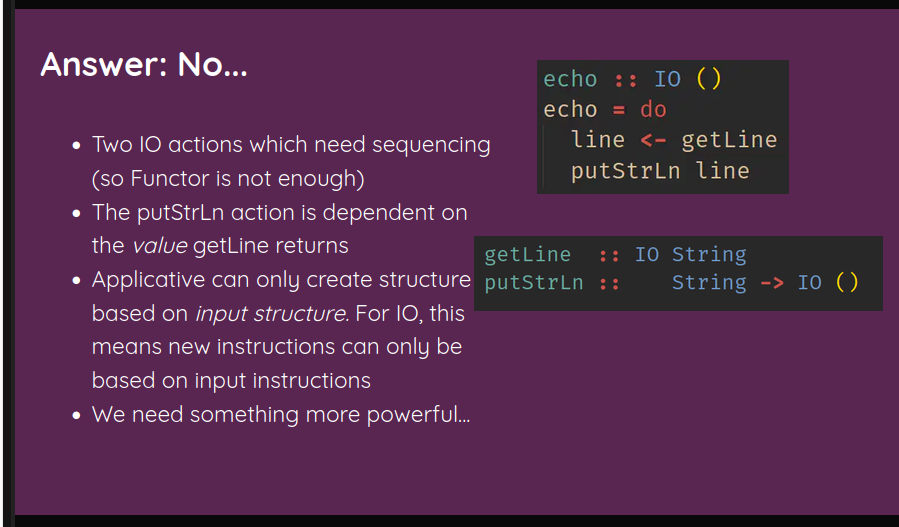 Answer: No...
• Two IO actions which need sequencing
(so Functor is not enough)
• The putStrLn action is dependent on
the value getLine returns
• Applicative can only create structure
based on input structure. For IO, this
means new instructions can only be
based on input instructions
• We need something more powerful...
echo :: IO ()
echo = do
  line <- getLine
  putStrLn line
getLine  :: IO String
putStrLn ::    String -> IO ()